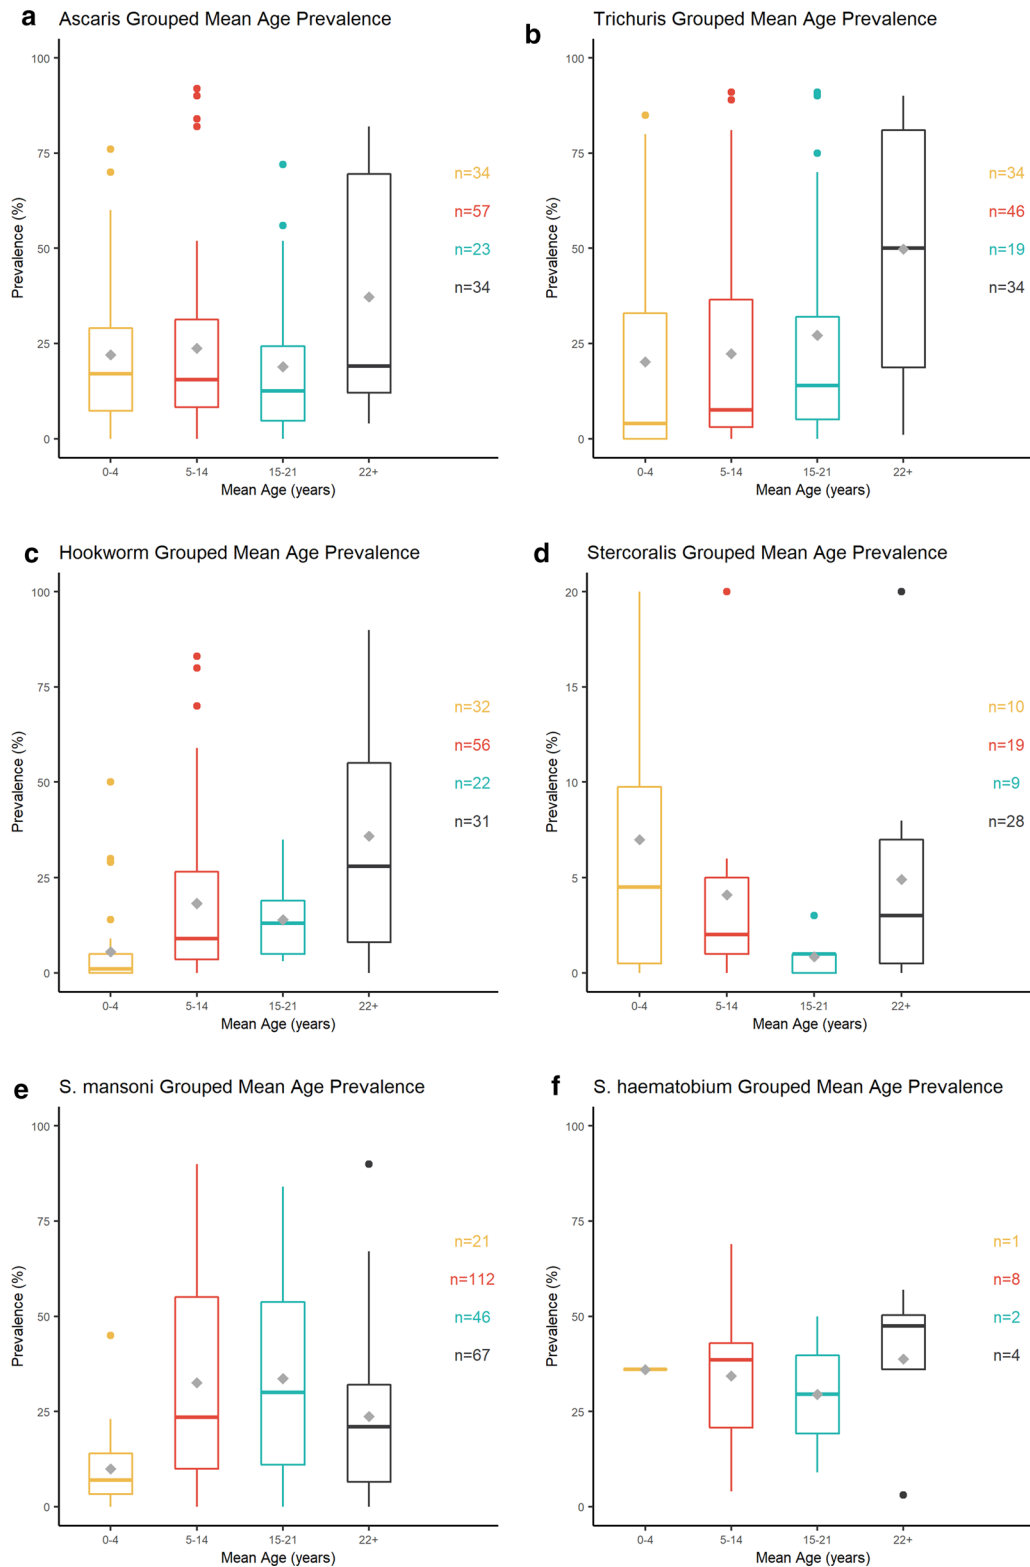 a Ascaris Grouped Mean Age Prevalence
100
75
50
25
0
Prevalence (%)
n=34
n=57
n=23
n=34
0-4 5-14 15-21 22+
Mean Age (years)
b Trichuris Grouped Mean Age Prevalence
100
75
50
25
0
Prevalence (%)
n=34
n=46
n=19
n=34
0-4 5-14 15-21 22+
Mean Age (years)
c Hookworm Grouped Mean Age Prevalence
100
75
50
25
0
Prevalence (%)
n=32
n=56
n=22
n=31
0-4 5-14 15-21 22+
Mean Age (years)
d Stercoralis Grouped Mean Age Prevalence
20
15
10
5
0
Prevalence (%)
n=10
n=19
n=9
n=28
0-4 5-14 15-21 22+
Mean Age (years)
e S. mansoni Grouped Mean Age Prevalence
100
75
50
25
0
Prevalence (%)
n=21
n=112
n=46
n=67
0-4 5-14 15-21 22+
Mean Age (years)
f S. haematobium Grouped Mean Age Prevalence
100
75
50
25
0
Prevalence (%)
n=1
n=8
n=2
n=4
0-4 5-14 15-21 22+
Mean Age (years)